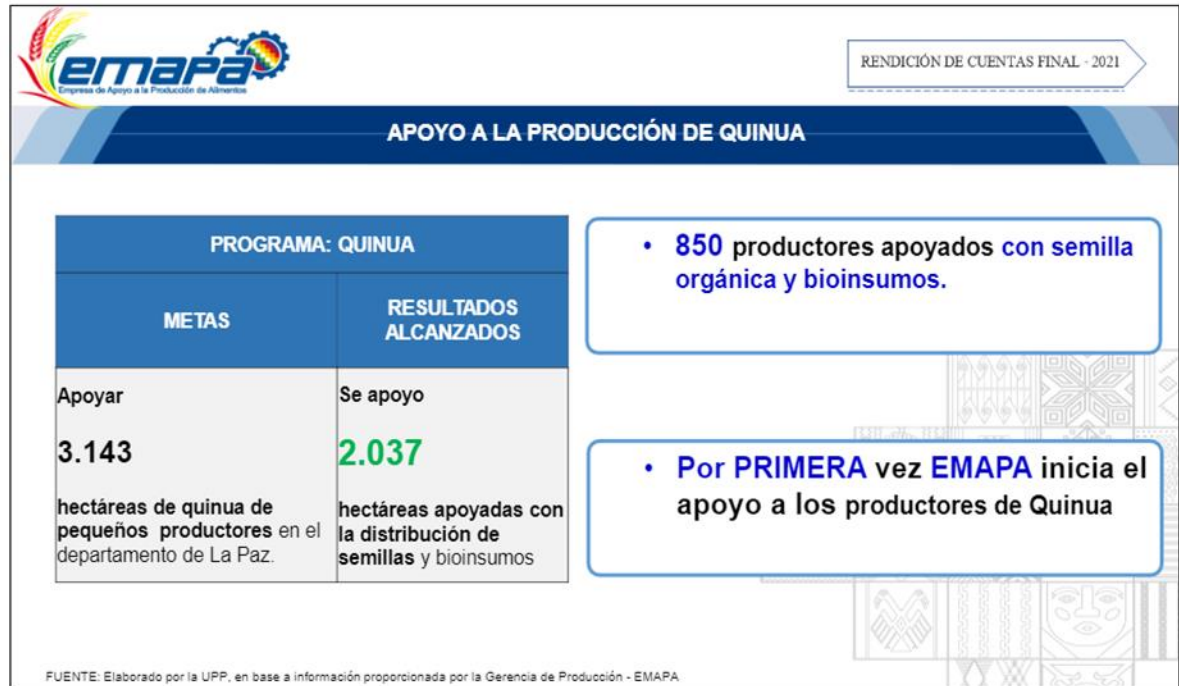 emapa
Empresa de Apoyo a la Producción de Alimentos
RENDICIÓN DE CUENTAS FINAL - 2021
APOYO A LA PRODUCCIÓN DE QUINUA
PROGRAMA: QUINUA
METAS
RESULTADOS
ALCANZADOS
Apoyar
3.143
hectáreas de quinua de
pequeños productores en el
departamento de La Paz.
Se apoyo
2.037
hectáreas apoyadas con
la distribución de
semillas y bioinsumos
• 850 productores apoyados con semilla
orgánica y bioinsumos.
• Por PRIMERA vez EMAPA inicia el
apoyo a los productores de Quinua
FUENTE: Elaborado por la UPP, en base a información proporcionada por la Gerencia de Producción - EMAPA